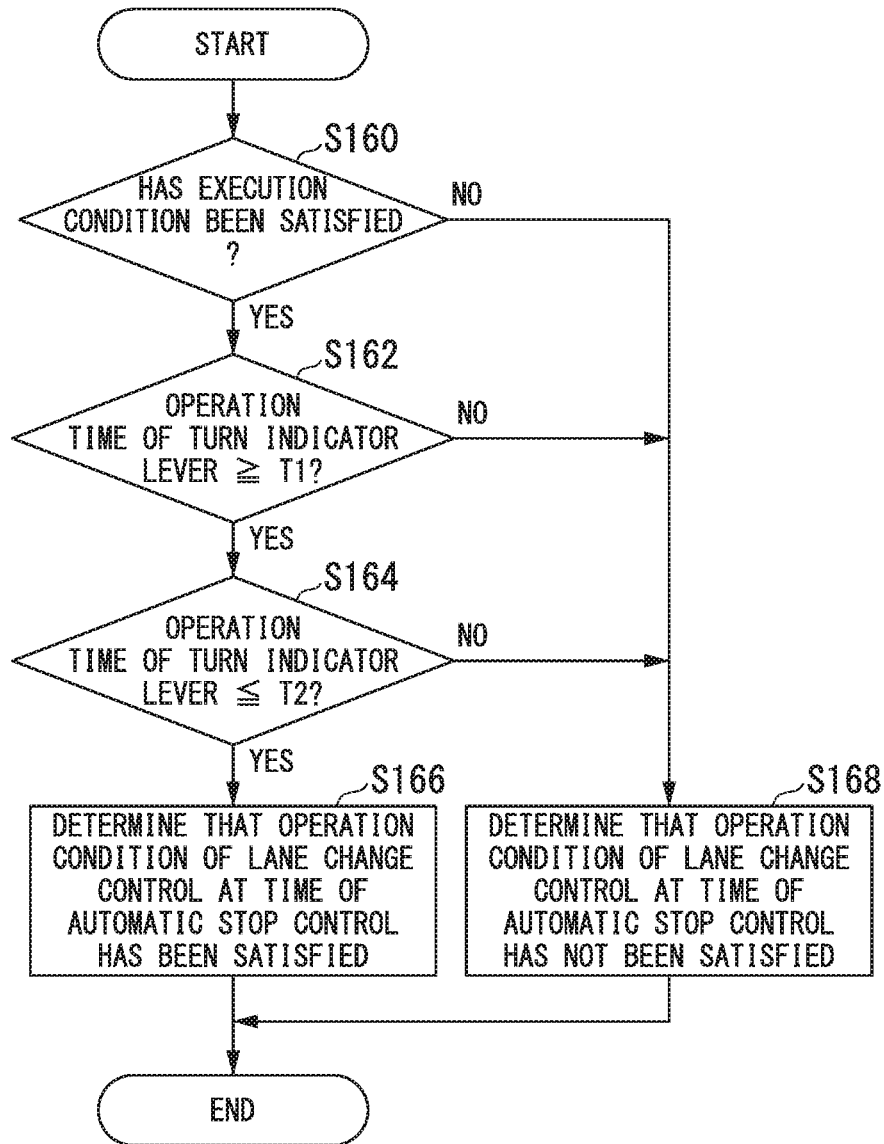 START
S160
HAS EXECUTION
CONDITION BEEN SATISFIED
?
NO
YES
S162
OPERATION
TIME OF TURN INDICATOR
LEVER ≧ T1?
NO
YES
S164
OPERATION
TIME OF TURN INDICATOR
LEVER ≦ T2?
NO
YES
S166
DETERMINE THAT OPERATION
CONDITION OF LANE CHANGE
CONTROL AT TIME OF
AUTOMATIC STOP CONTROL
HAS BEEN SATISFIED
S168
DETERMINE THAT OPERATION
CONDITION OF LANE CHANGE
CONTROL AT TIME OF
AUTOMATIC STOP CONTROL
HAS NOT BEEN SATISFIED
END